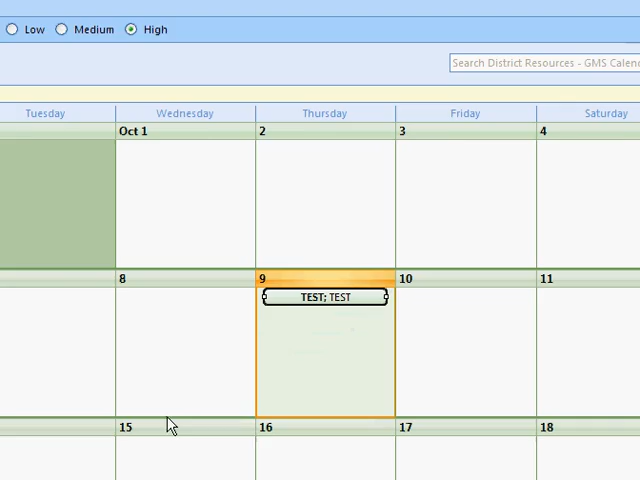 Low Medium High
Search District Resources - GMS Calen
Tuesday Wednesday Thursday Friday Saturday
Oct 1 2 3 4
8 9 10 11
TEST; TEST
15 16 17 18